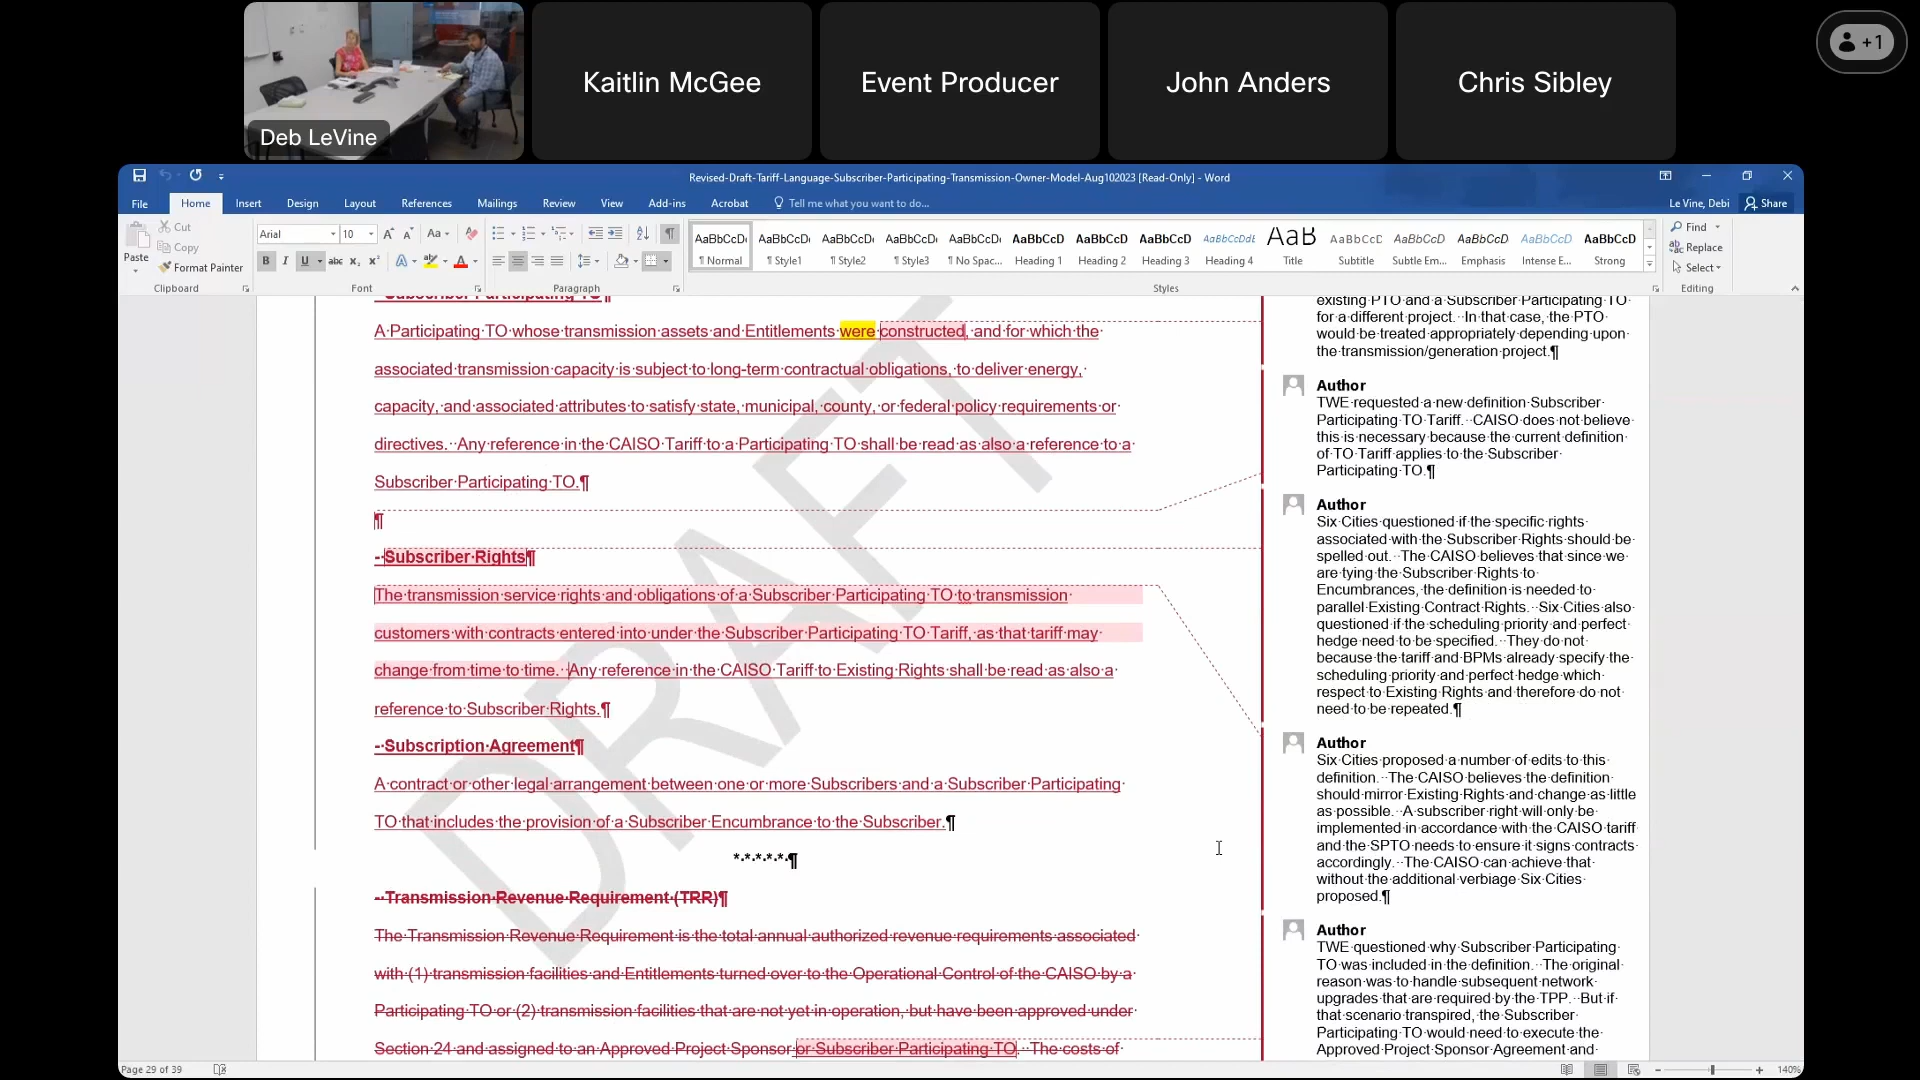 Deb LeVine
Kaitlin McGee
Event Producer
John Anders
Chris Sibley
+1
Revised-Draft-Tariff-Language-Subscriber-Participating-Transmission-Owner-Model-Aug102023 [Read-Only] - Word
File Home Insert Design Layout References Mailings Review View Add-ins Acrobat Tell me what you want to do... Le Vine, Debi Share
Paste
Cut
Copy
Format Painter
Clipboard
Arial 10
Font
Paragraph
AaBbCcDı AaBbCcDı AaBbCcDı AaBbCcDı AaBbCcDı AaBbCcD AaBbCcD AaBbCcD AaBbCcDdE AaB AaBbCcC AaBbCcD AaBbCcD AaBbCcD AaBbCcD
¶ Normal ¶ Style1 ¶ Style2 ¶ Style3 ¶ No Spac... Heading 1 Heading 2 Heading 3 Heading 4 Title Subtitle Subtle Em... Emphasis Intense E... Strong
Styles
Find
Replace
Select
Editing
- Subscriber Participating TO¶
A Participating TO whose transmission assets and Entitlements were constructed, and for which the
associated transmission capacity is subject to long-term contractual obligations, to deliver energy,
capacity, and associated attributes to satisfy state, municipal, county, or federal policy requirements or
directives. Any reference in the CAISO Tariff to a Participating TO shall be read as also a reference to a
Subscriber Participating TO.¶
¶
- Subscriber Rights¶
The transmission service rights and obligations of a Subscriber Participating TO to transmission
customers with contracts entered into under the Subscriber Participating TO Tariff, as that tariff may
change from time to time. Any reference in the CAISO Tariff to Existing Rights shall be read as also a
reference to Subscriber Rights.¶
- Subscription Agreement¶
A contract or other legal arrangement between one or more Subscribers and a Subscriber Participating
TO that includes the provision of a Subscriber Encumbrance to the Subscriber.¶
* * * * * *¶
- Transmission Revenue Requirement (TRR)¶
The Transmission Revenue Requirement is the total annual authorized revenue requirements associated
with (1) transmission facilities and Entitlements turned over to the Operational Control of the CAISO by a
Participating TO or (2) transmission facilities that are not yet in operation, but have been approved under
Section 24 and assigned to an Approved Project Sponsor or Subscriber Participating TO. The costs of
DRAFT
existing PTO and a Subscriber Participating TO
for a different project. In that case, the PTO
would be treated appropriately depending upon
the transmission/generation project.¶
Author
TWE requested a new definition Subscriber
Participating TO Tariff. CAISO does not believe
this is necessary because the current definition
of TO Tariff applies to the Subscriber
Participating TO.¶
Author
Six Cities questioned if the specific rights
associated with the Subscriber Rights should be
spelled out. The CAISO believes that since we
are tying the Subscriber Rights to
Encumbrances, the definition is needed to
parallel Existing Contract Rights. Six Cities also
questioned if the scheduling priority and perfect
hedge need to be specified. They do not
because the tariff and BPMs already specify the
scheduling priority and perfect hedge which
respect to Existing Rights and therefore do not
need to be repeated.¶
Author
Six Cities proposed a number of edits to this
definition. The CAISO believes the definition
should mirror Existing Rights and change as little
as possible. A subscriber right will only be
implemented in accordance with the CAISO tariff
and the SPTO needs to ensure it signs contracts
accordingly. The CAISO can achieve that
without the additional verbiage Six Cities
proposed.¶
Author
TWE questioned why Subscriber Participating
TO was included in the definition. The original
reason was to handle subsequent network
upgrades that are required by the TPP. But if
that scenario transpired, the Subscriber
Participating TO would need to execute the
Approved Project Sponsor Agreement and
Page 29 of 39
140%